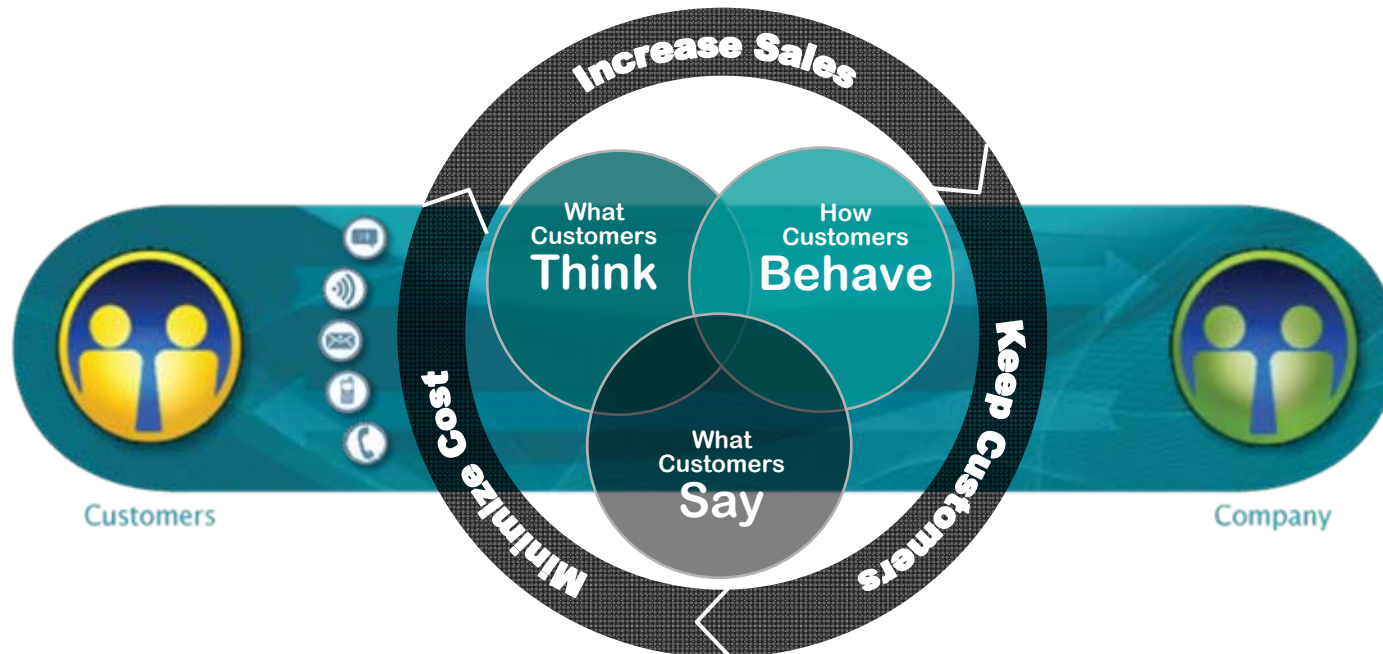 Increase Sales
What
Customers
Think
How
Customers
Behave
Keep Customers
Minimize Cost
What
Customers
Say
Customers
Company